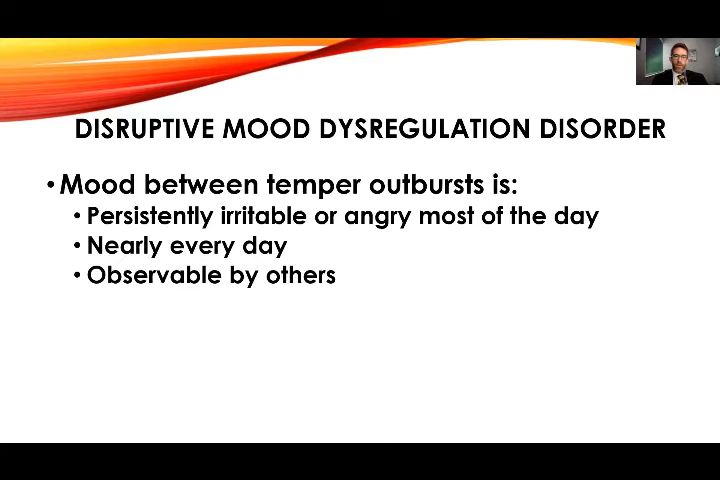 DISRUPTIVE MOOD DYSREGULATION DISORDER
• Mood between temper outbursts is:
• Persistently irritable or angry most of the day
• Nearly every day
• Observable by others